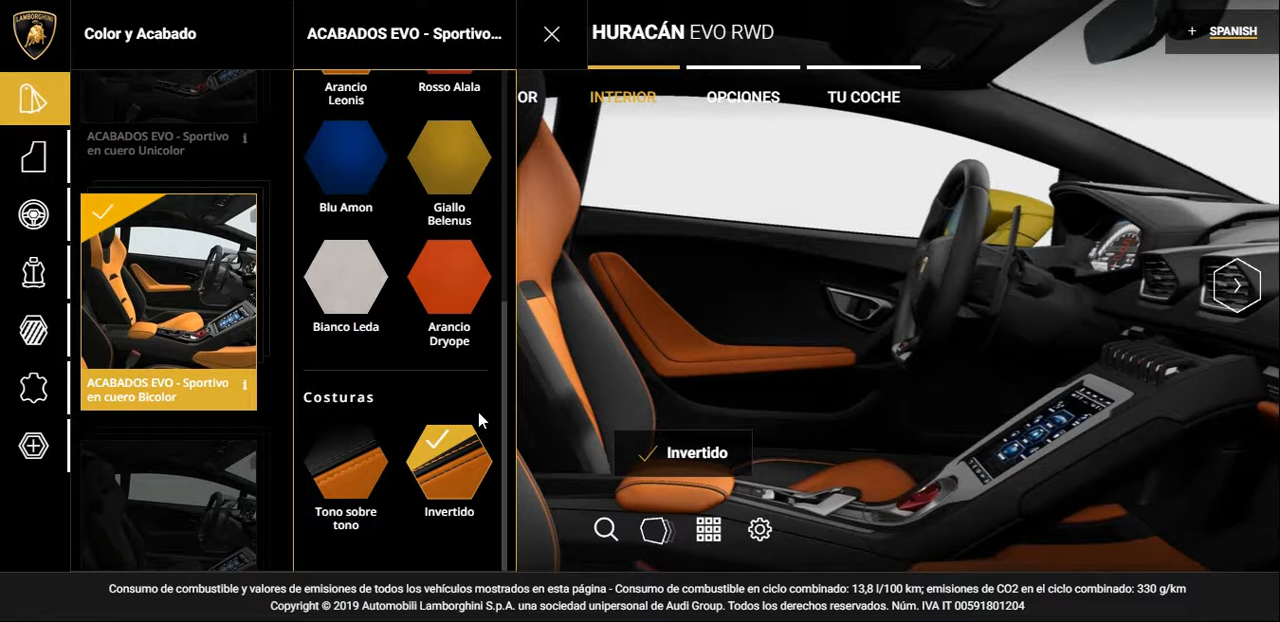 LAMBORGHINI
Color y Acabado
ACABADOS EVO - Sportivo...
HURACÁN EVO RWD
+ SPANISH
OR
INTERIOR
OPCIONES
TU COCHE
ACABADOS EVO - Sportivo
en cuero Unicolor
i
ACABADOS EVO - Sportivo
en cuero Bicolor
i
Arancio
Leonis
Rosso Alala
Blu Amon
Giallo
Belenus
Bianco Leda
Arancio
Dryope
Costuras
Tono sobre
tono
Invertido
Invertido
Consumo de combustible y valores de emisiones de todos los vehículos mostrados en esta página - Consumo de combustible en ciclo combinado: 13,8 l/100 km; emisiones de CO2 en el ciclo combinado: 330 g/km
Copyright © 2019 Automobili Lamborghini S.p.A. una sociedad unipersonal de Audi Group. Todos los derechos reservados. Núm. IVA IT 00591801204